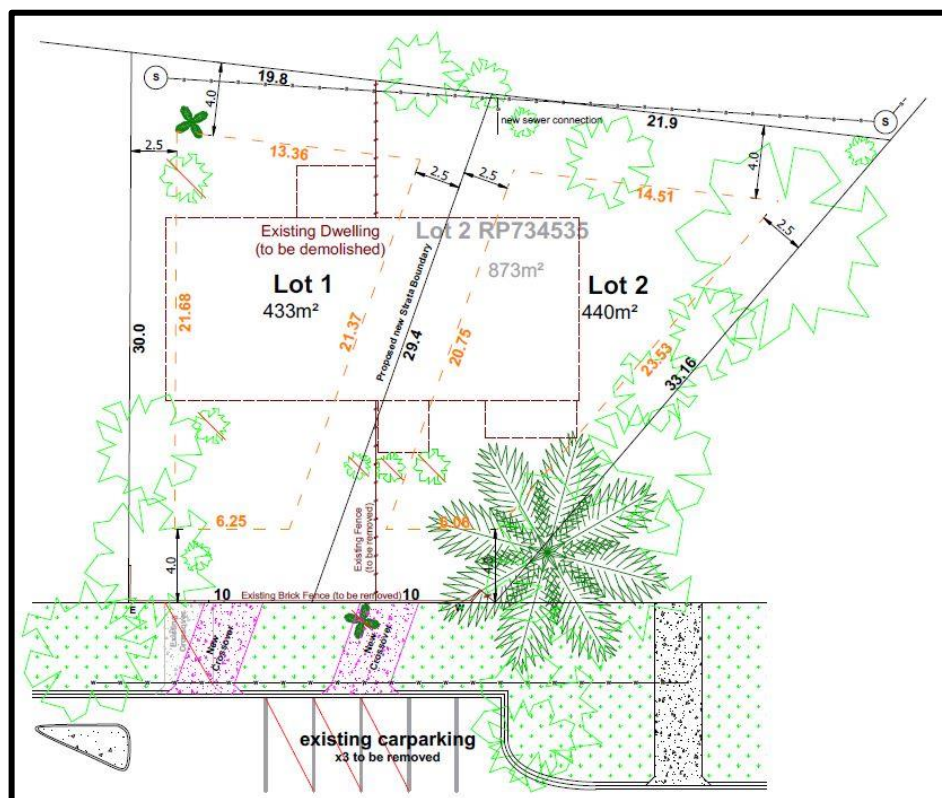 19.8
S
4.0
21.9
S
new sewer connection
4.0
2.5
13.36
2.5
2.5
14.51
2.5
Existing Dwelling
(to be demolished)
Lot 2 RP734535
873m²
Lot 1
433m²
Lot 2
440m²
30.0
21.68
21.37
Proposed new Strata Boundary
29.4
20.75
23.53
33.16
6.25
6.06
Existing Fence
(to be removed)
4.0
4.0
10
Existing Brick Fence (to be removed)
10
E
W
Existing
Crossover
New
Crossover
New
Crossover
existing carparking
x3 to be removed